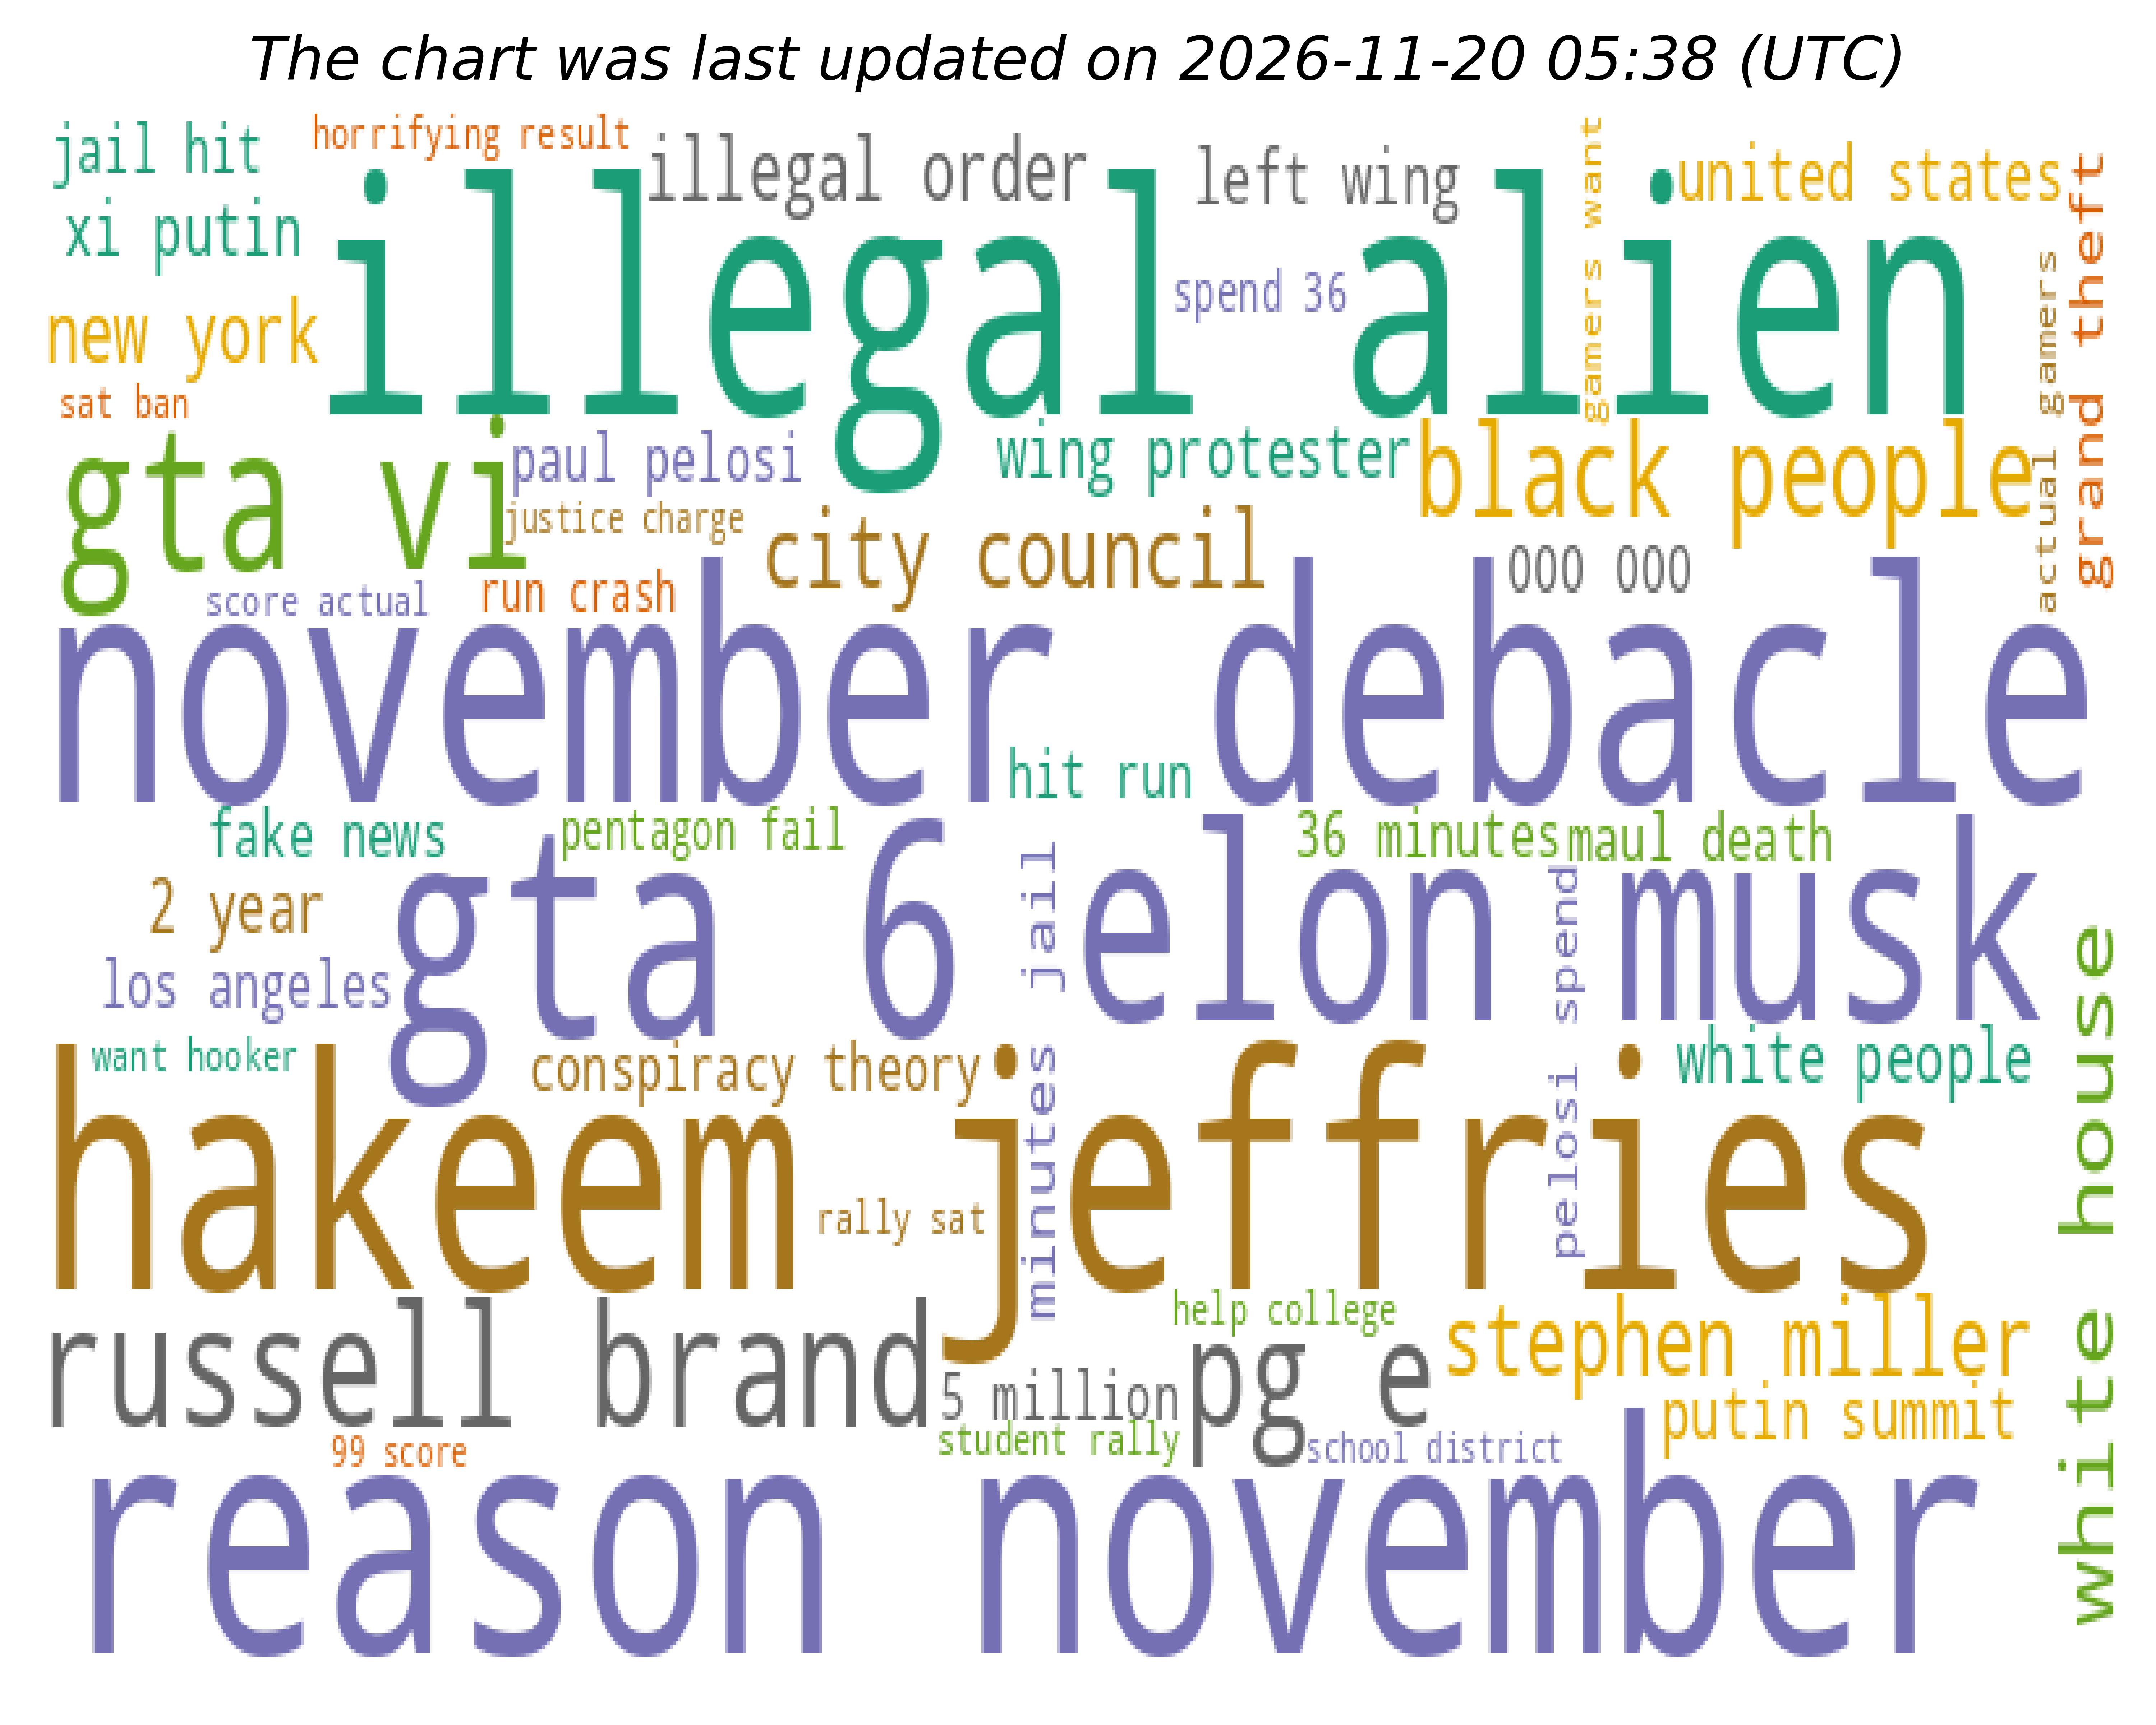 The chart was last updated on 2026-11-20 05:38 (UTC)
jail hit
horrifying result
illegal order
left wing
gamers want
united states
grand theft
xi putin
illegal alien
spend 36
actual gamers
new york
sat ban
gta vi
paul pelosi
wing protester
black people
justice charge
city council
000 000
score actual
run crash
november debacle
hit run
fake news
pentagon fail
36 minutes
maul death
2 year
gta 6
minutes jail
elon musk
pelosi spend
los angeles
white house
want hooker
conspiracy theory
white people
hakeem jeffries
rally sat
help college
russell brand
stephen miller
5 million
pg e
putin summit
99 score
student rally
school district
reason november